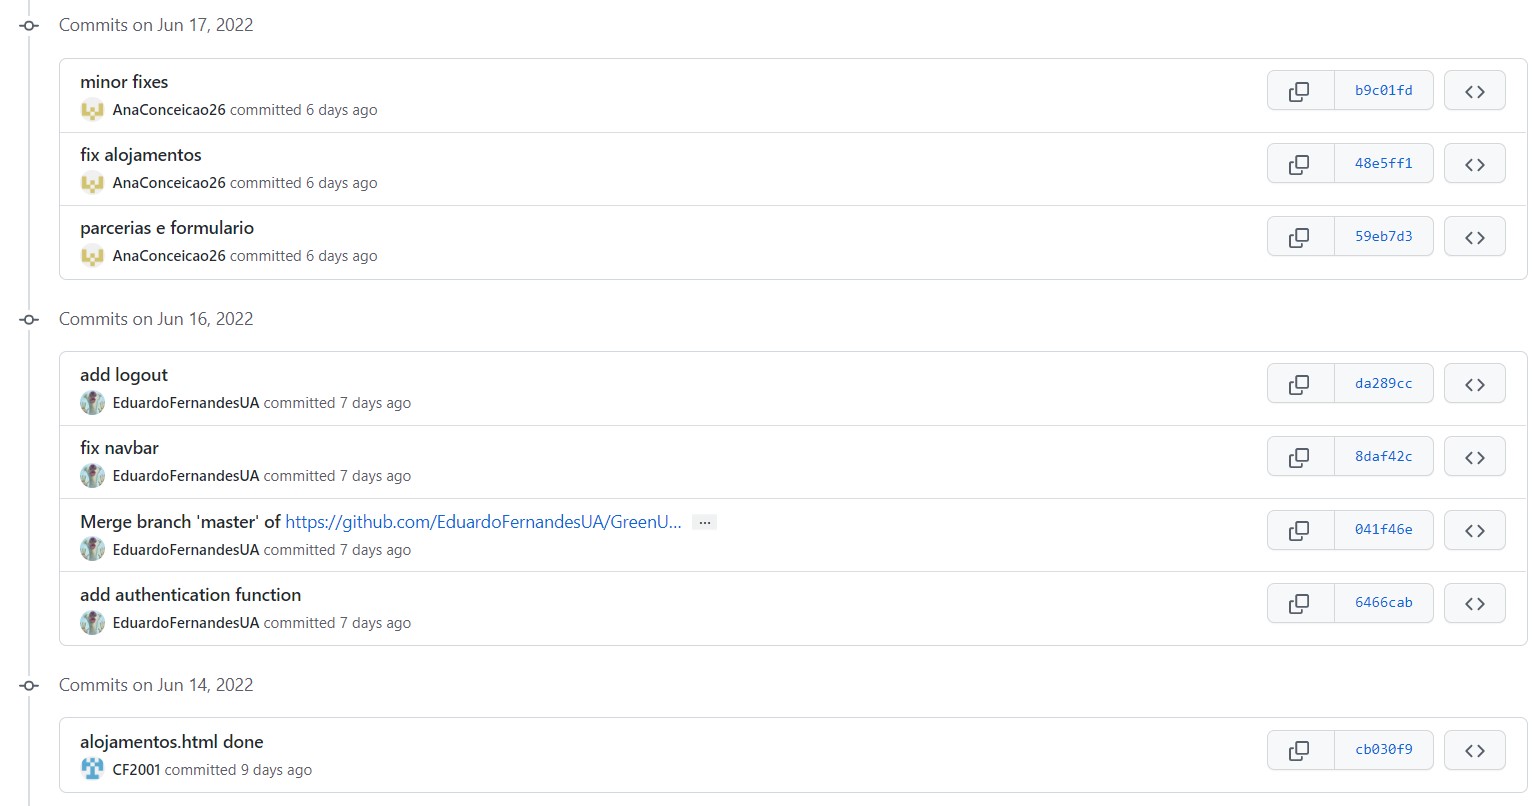 Commits on Jun 17, 2022
minor fixes
AnaConceicao26 committed 6 days ago
b9c01fd
fix alojamentos
AnaConceicao26 committed 6 days ago
48e5ff1
parcerias e formulario
AnaConceicao26 committed 6 days ago
59eb7d3
Commits on Jun 16, 2022
add logout
EduardoFernandesUA committed 7 days ago
da289cc
fix navbar
EduardoFernandesUA committed 7 days ago
8daf42c
Merge branch 'master' of https://github.com/EduardoFernandesUA/GreenU... ...
EduardoFernandesUA committed 7 days ago
041f46e
add authentication function
EduardoFernandesUA committed 7 days ago
6466cab
Commits on Jun 14, 2022
alojamentos.html done
CF2001 committed 9 days ago
cb030f9